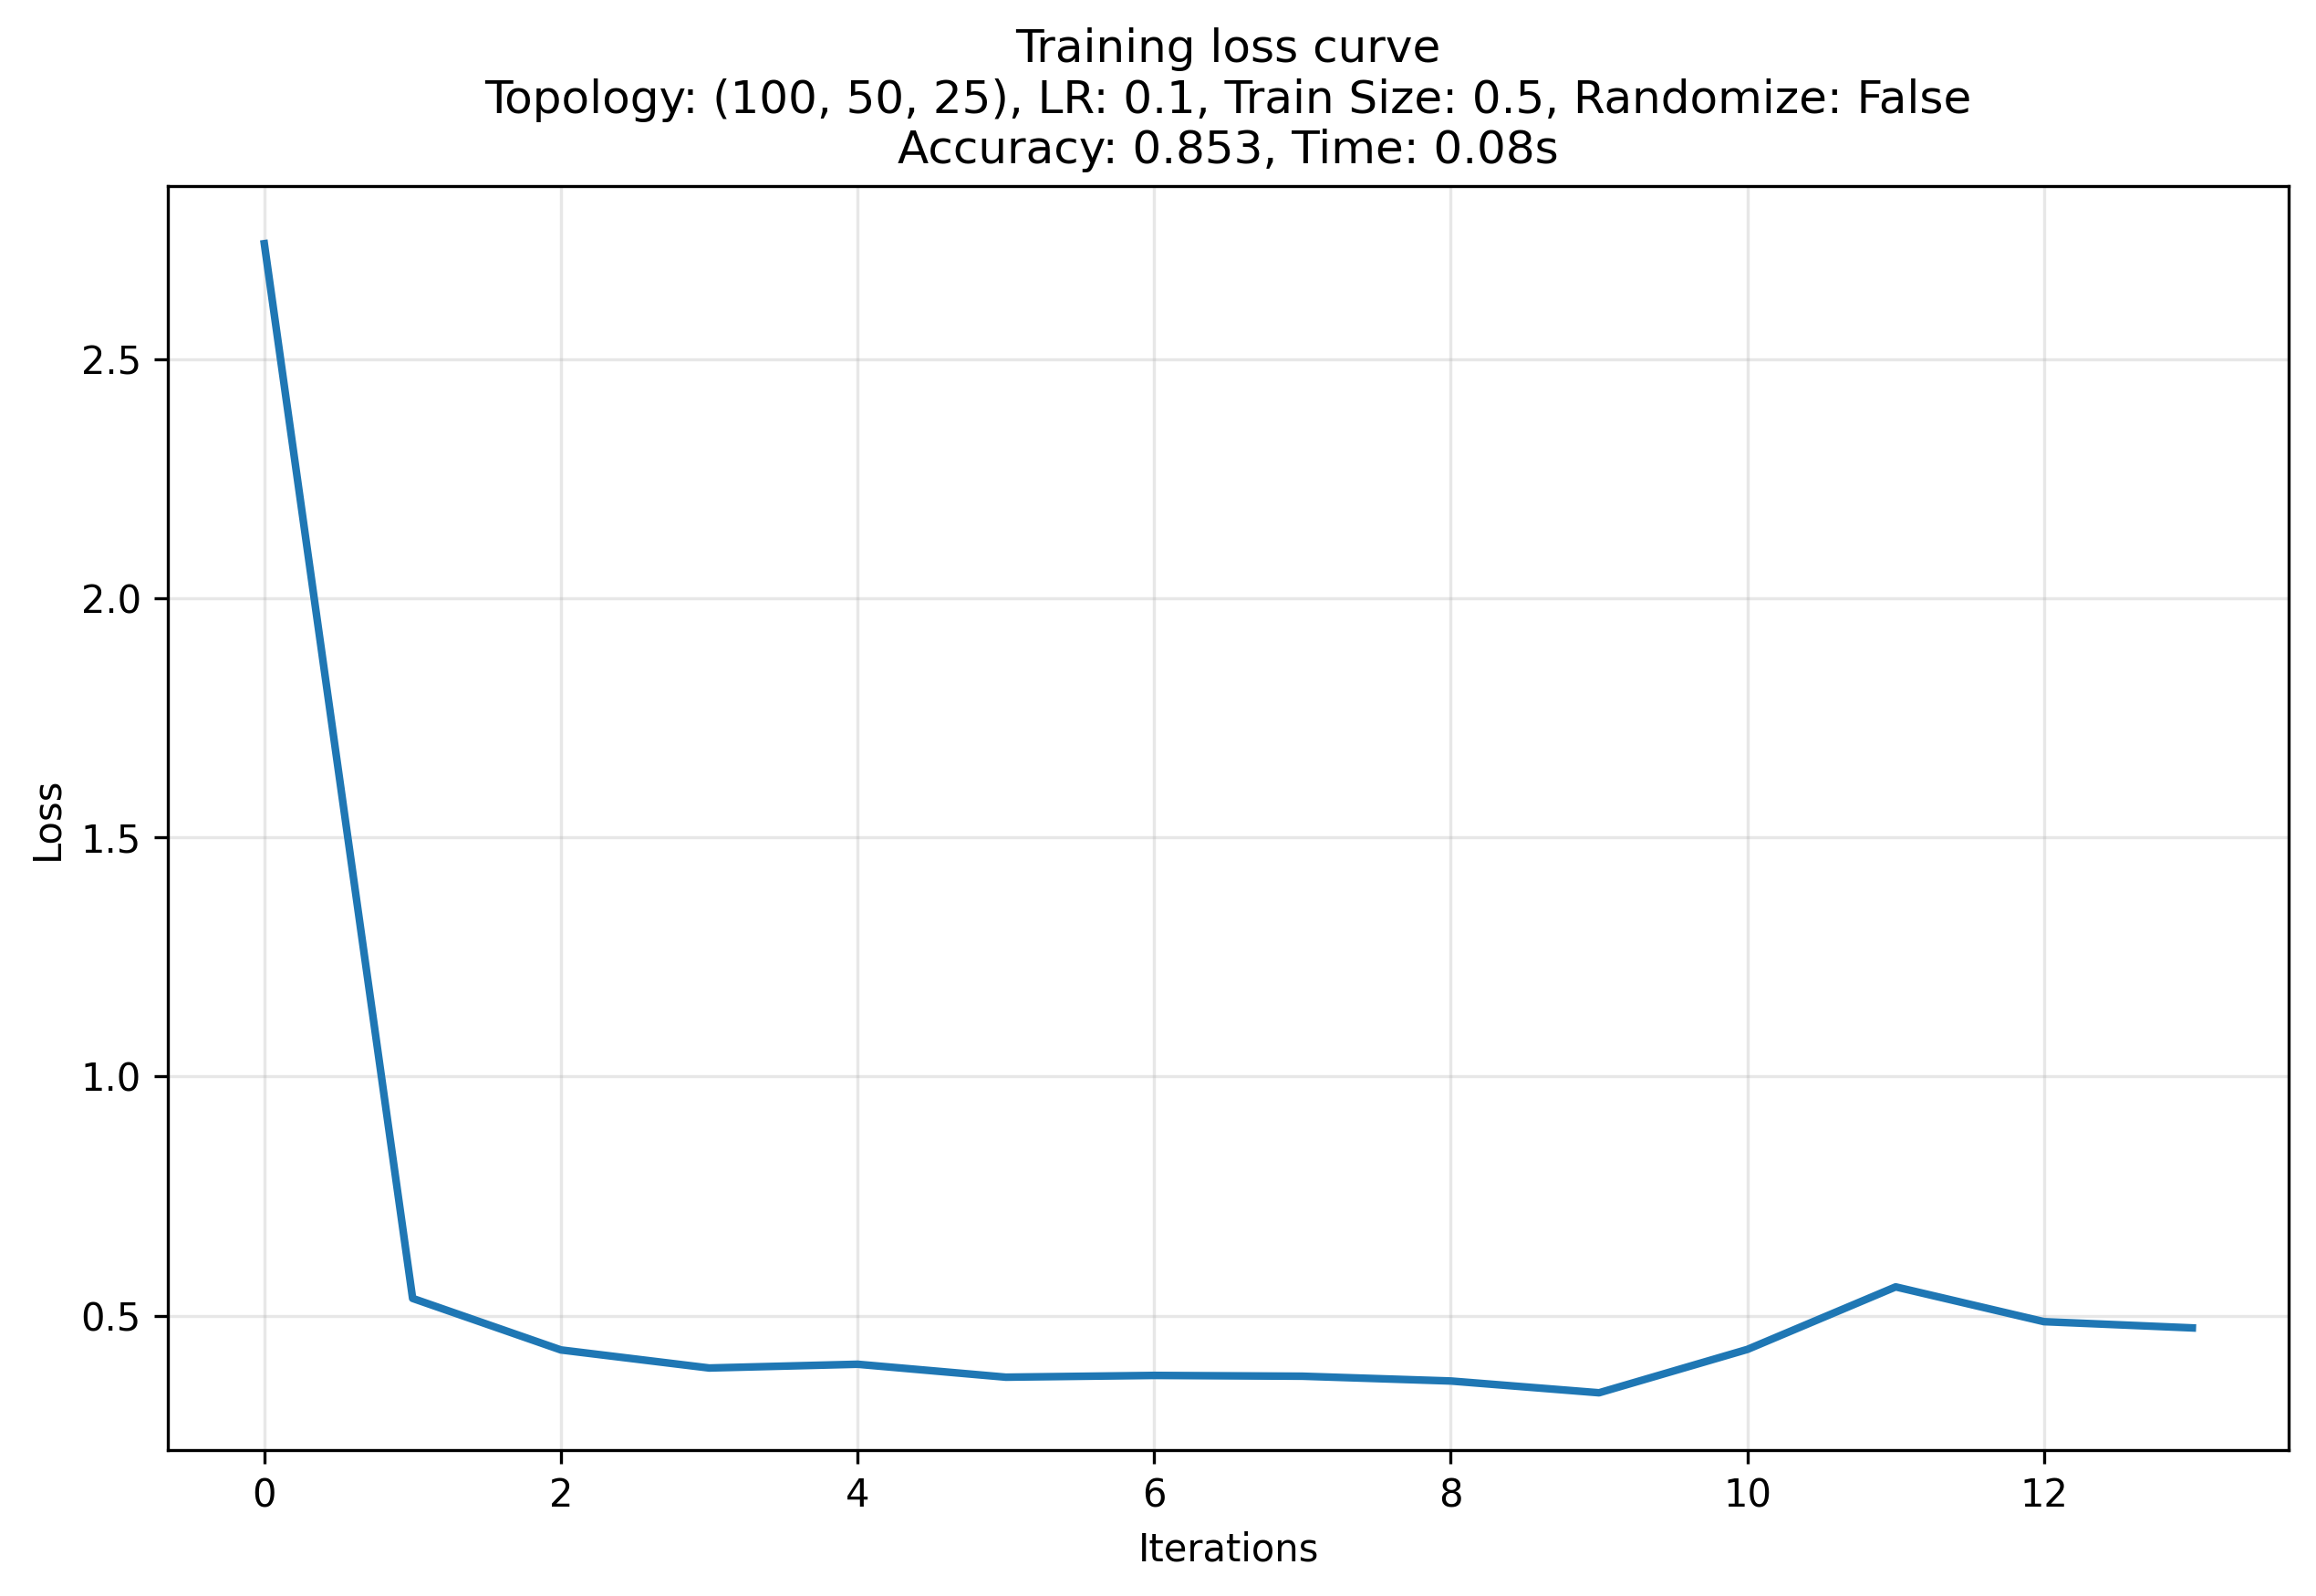 Training loss curve
Topology: (100, 50, 25), LR: 0.1, Train Size: 0.5, Randomize: False
Accuracy: 0.853, Time: 0.08s
2.5
2.0
1.5
1.0
0.5
Loss
0 2 4 6 8 10 12
Iterations